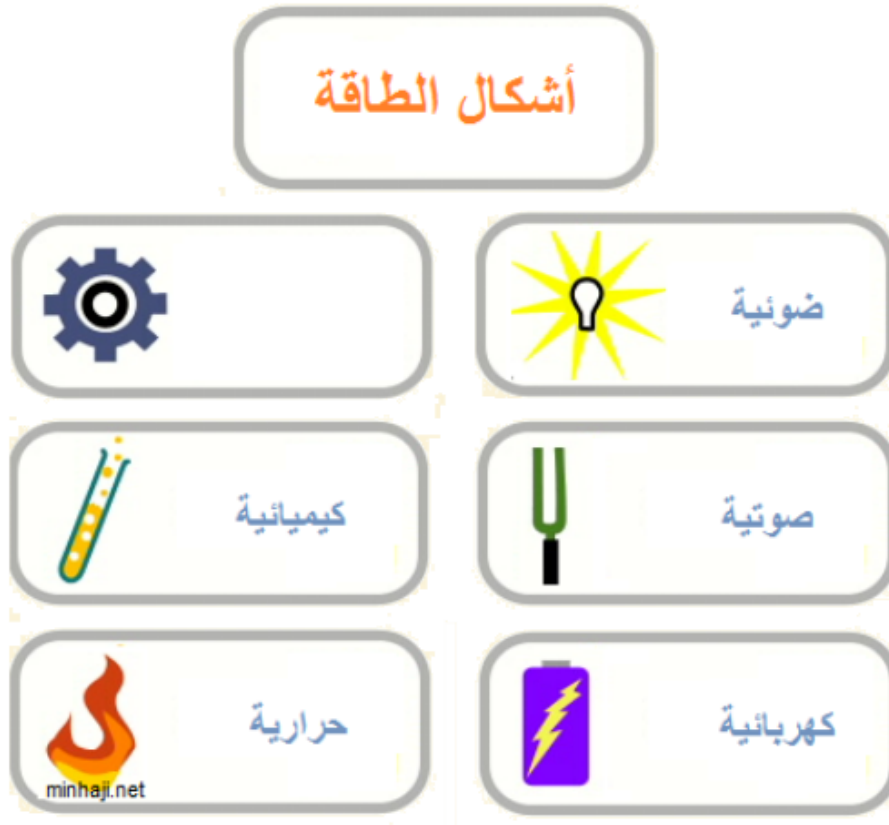 أشكال الطاقة
ضوئية
صوتية
كيميائية
كهربائية
حرارية
minhaji.net